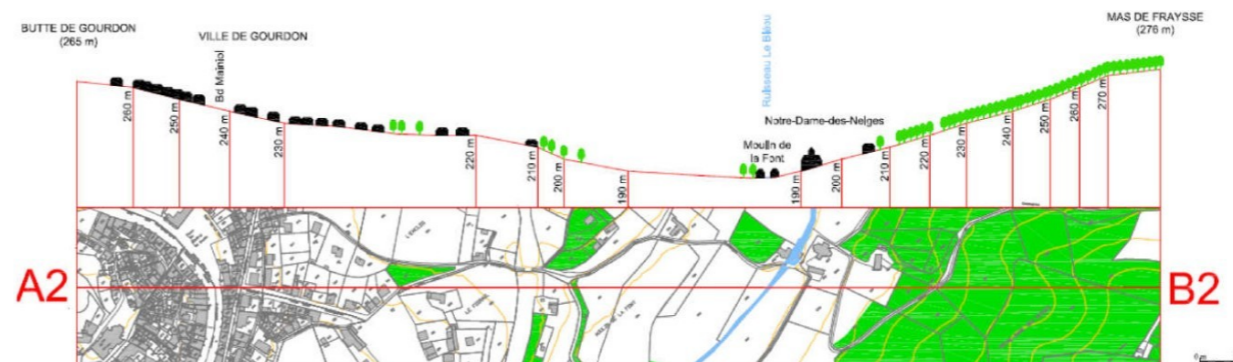 BUTTE DE GOURDON
(265 m)
VILLE DE GOURDON
Bd Mainiol
Ruisseau Le Bléou
MAS DE FRAYSSE
(276 m)
Notre-Dame-des-Neiges
Moulin de
la Font
260 m
250 m
240 m
230 m
220 m
210 m
200 m
190 m
190 m
200 m
210 m
220 m
230 m
240 m
250 m
260 m
270 m
A2
B2
0 m